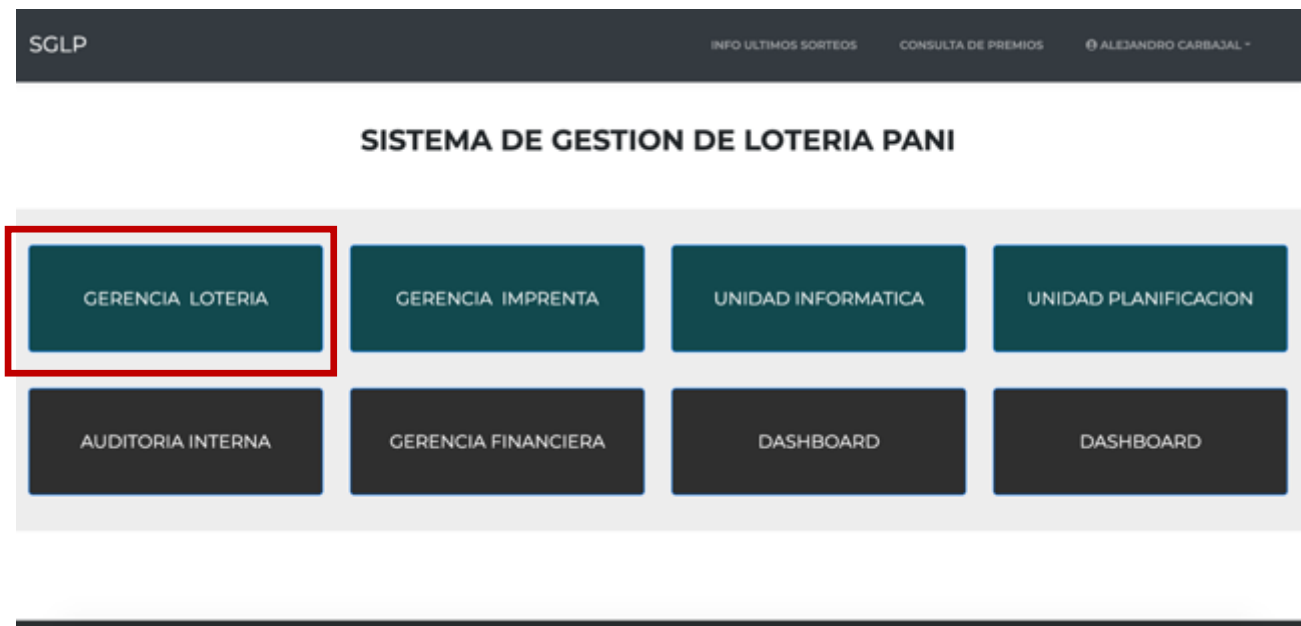 SGLP
INFO ULTIMOS SORTEOS CONSULTA DE PREMIOS ALEJANDRO CARBAJAL
SISTEMA DE GESTION DE LOTERIA PANI
GERENCIA LOTERIA GERENCIA IMPRENTA UNIDAD INFORMATICA UNIDAD PLANIFICACION
AUDITORIA INTERNA GERENCIA FINANCIERA DASHBOARD DASHBOARD